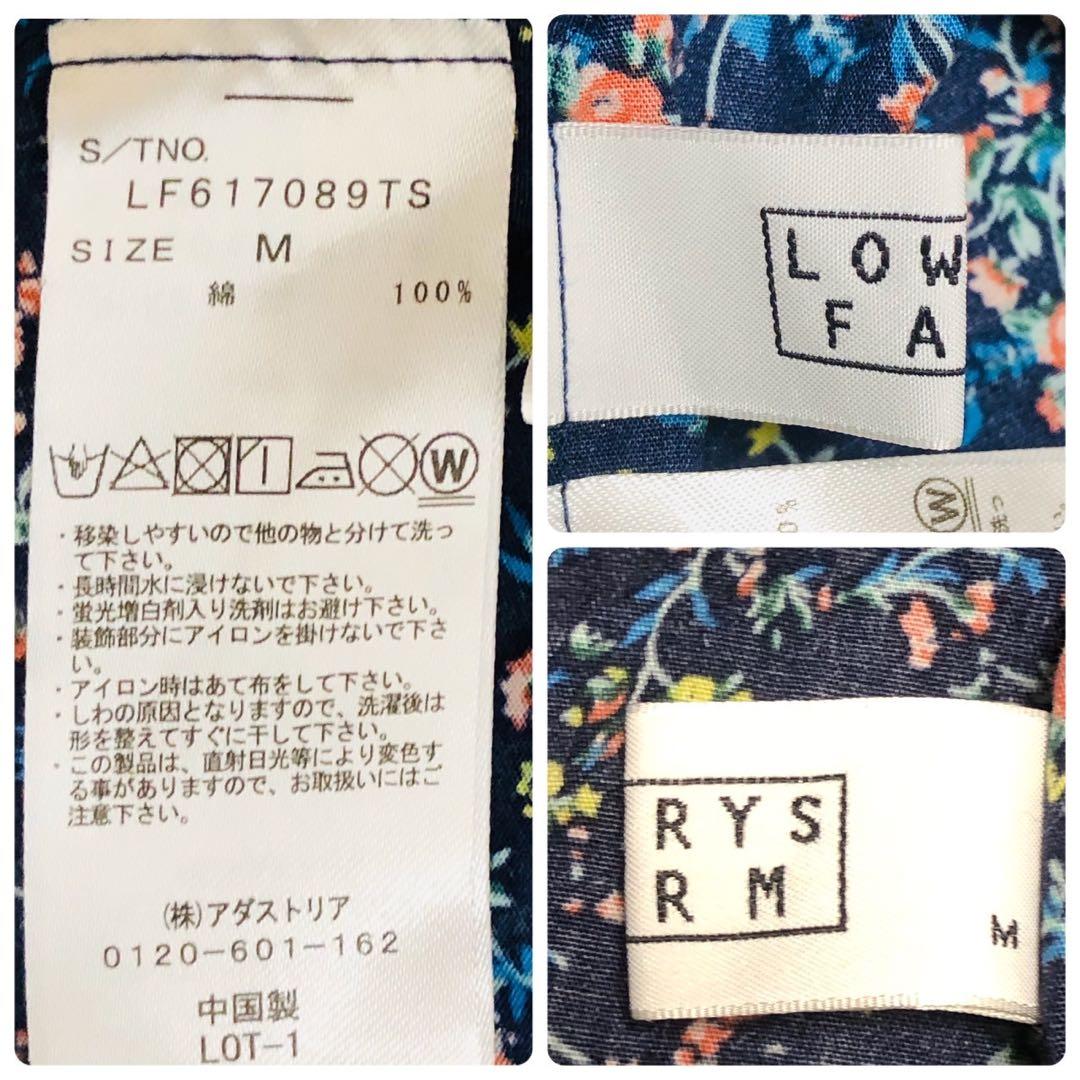 S/TNO.
LF617089TS
SIZE M
綿 100%
W
・移染しやすいので他の物と分けて洗っ
て下さい。
・長時間水に浸けないで下さい。
・蛍光増白剤入り洗剤はお避け下さい。
・装飾部分にアイロンを掛けないで下さ
い。
・アイロン時はあて布をして下さい。
・しわの原因となりますので、洗濯後は
形を整えてすぐに干して下さい。
・この製品は、直射日光等により変色す
る事がありますので、お取扱いにはご
注意下さい。
(株)アダストリア
0120-601-162
中国製
LOT-1
LOW
FA
W
0%
RYS
RM
M